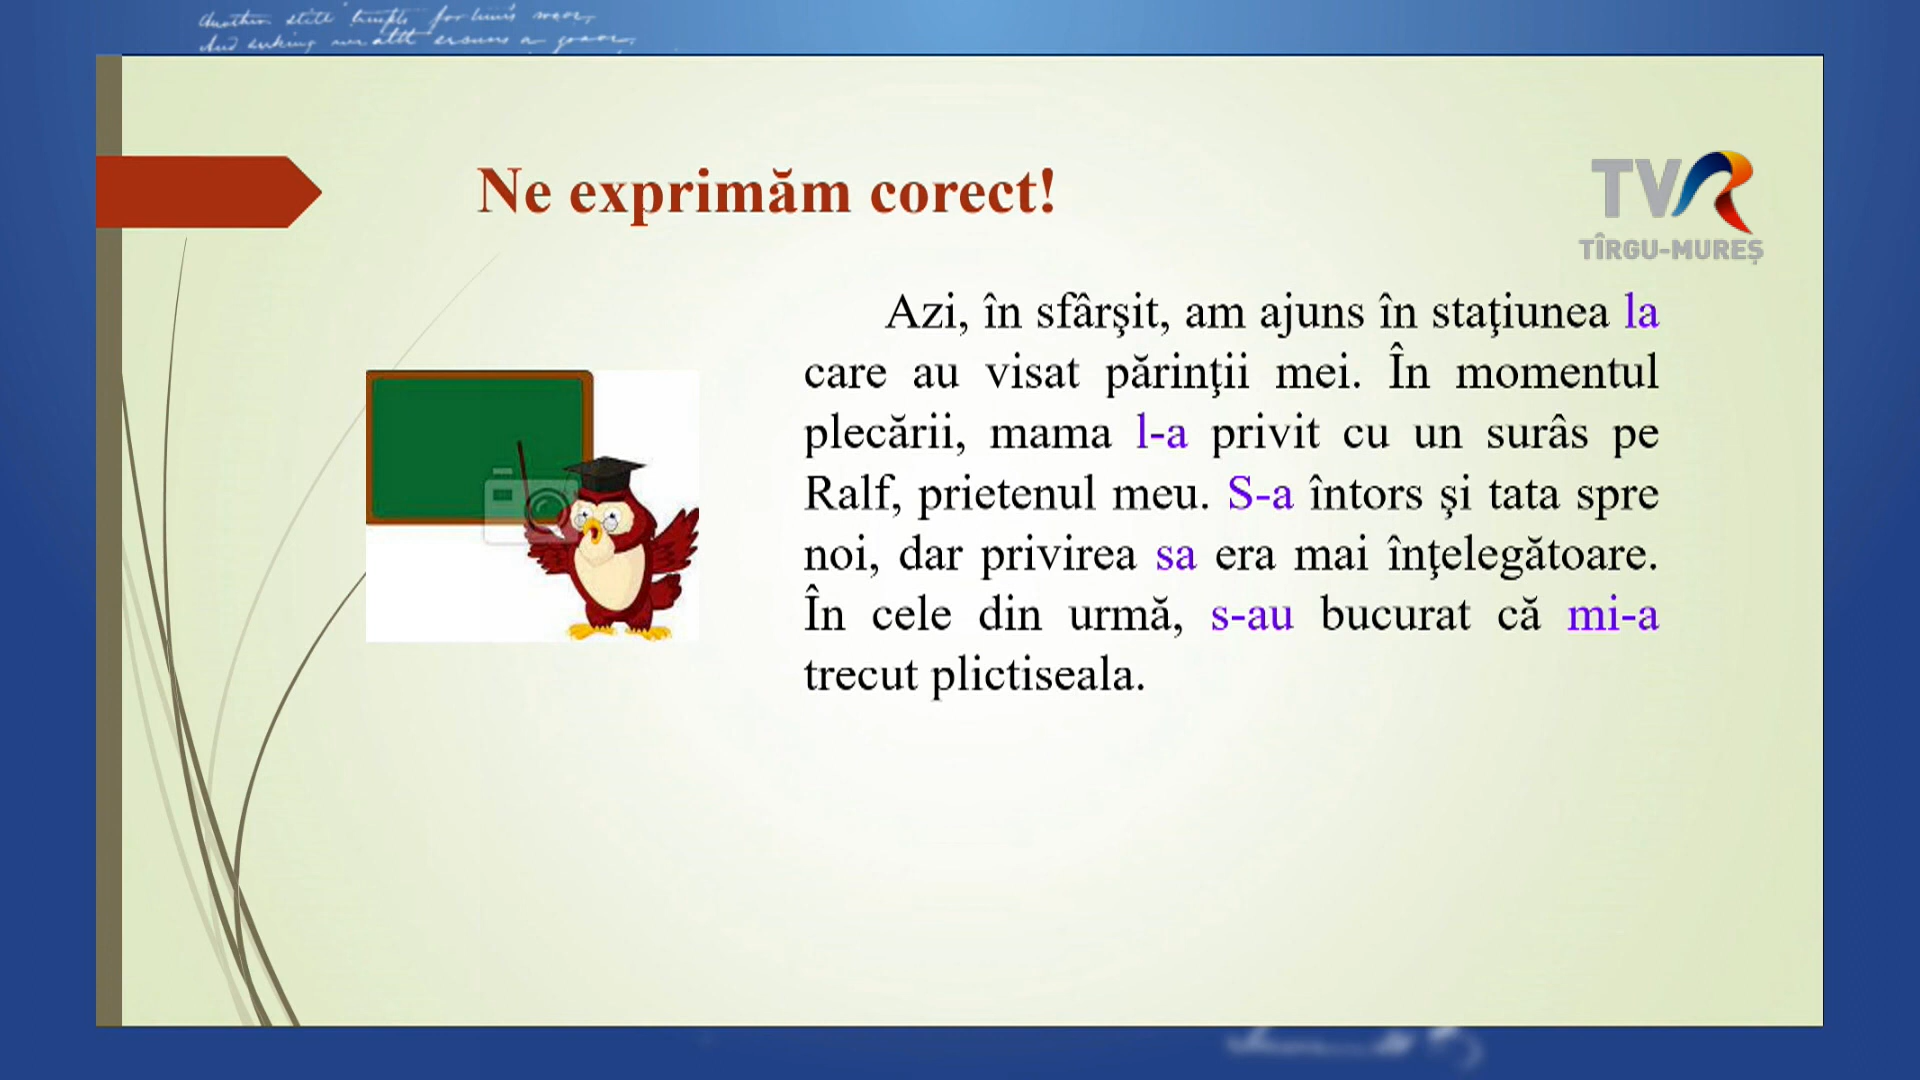 Ne exprimăm corect!
TVR
TÎRGU-MUREȘ
Azi, în sfârşit, am ajuns în staţiunea la
care au visat părinţii mei. În momentul
plecării, mama l-a privit cu un surâs pe
Ralf, prietenul meu. S-a întors şi tata spre
noi, dar privirea sa era mai înţelegătoare.
În cele din urmă, s-au bucurat că mi-a
trecut plictiseala.